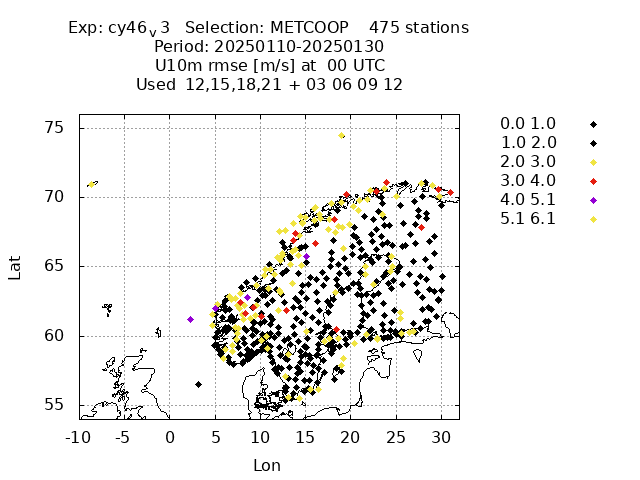 Exp: cy46v 3 Selection: METCOOP 475 stations
Period: 20250110-20250130
U10m rmse [m/s] at 00 UTC
Used 12,15,18,21 + 03 06 09 12
0.0 1.0
1.0 2.0
2.0 3.0
3.0 4.0
4.0 5.1
5.1 6.1
75
70
65
60
55
Lat
-10 -5 0 5 10 15 20 25 30
Lon